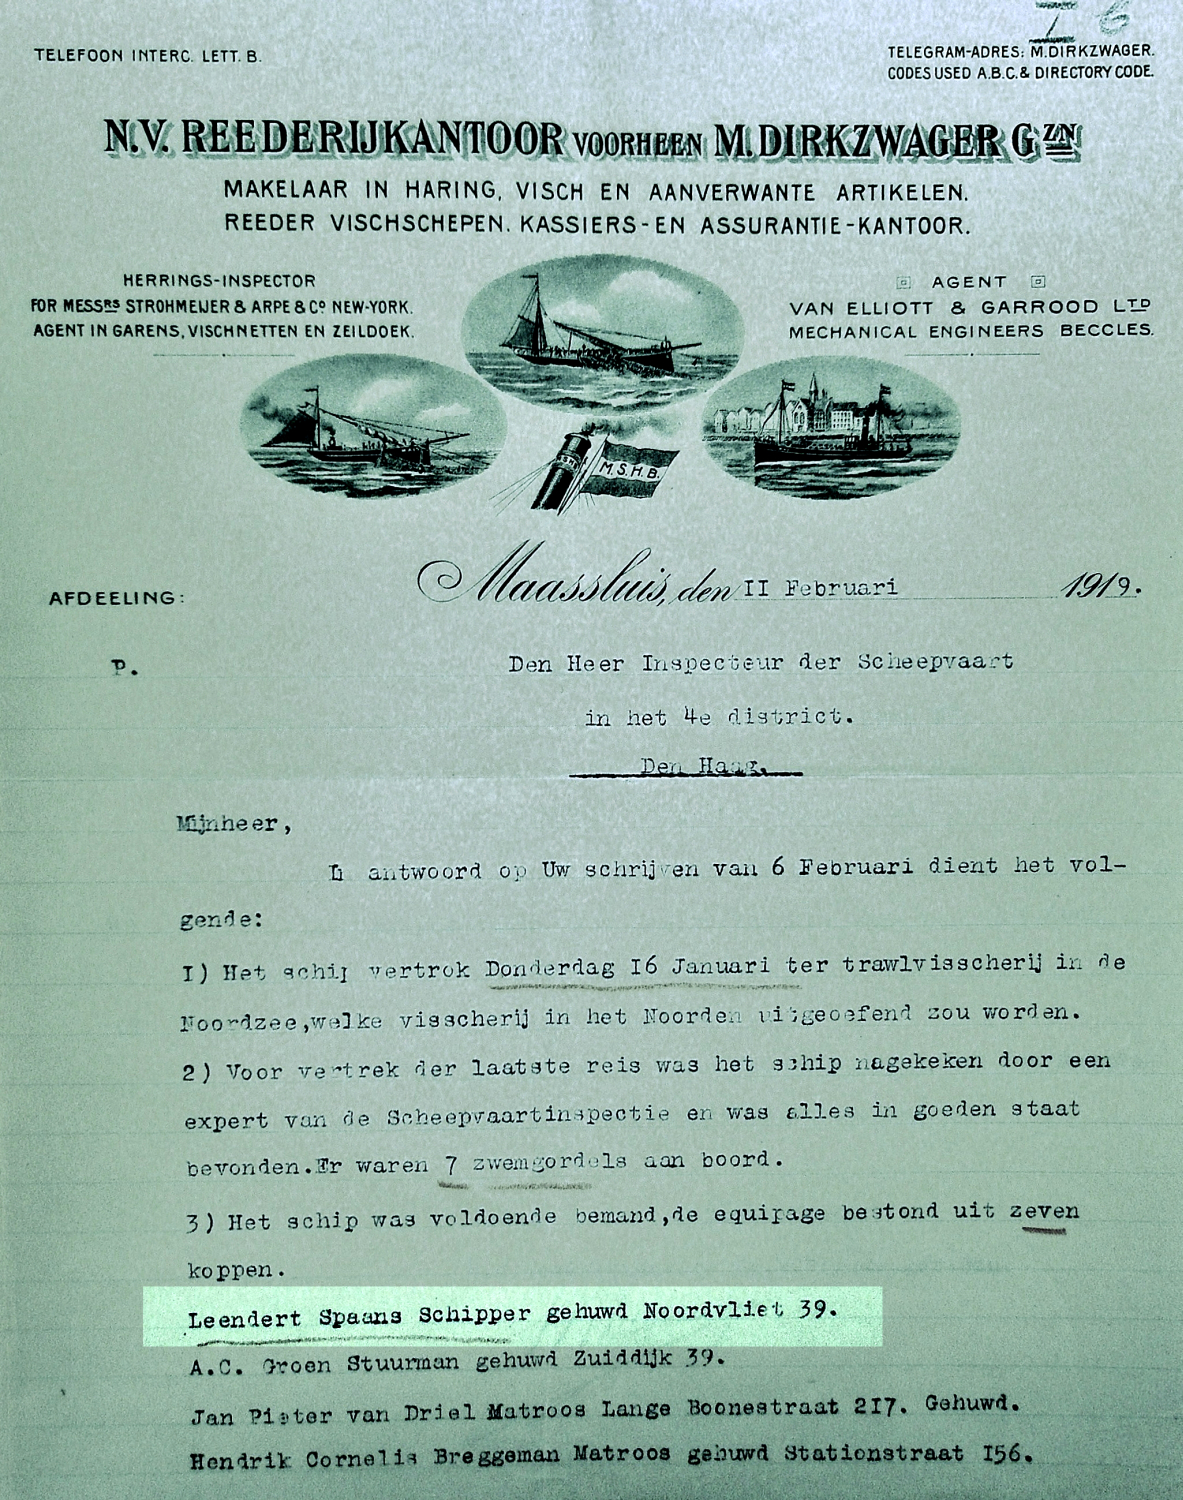 I 6
TELEFOON INTERC. LETT. B.
TELEGRAM-ADRES: M.DIRKZWAGER.
CODES USED A.B.C. & DIRECTORY CODE.
N.V. REEDERIJKANTOOR VOORHEEN M. DIRKZWAGER GZN
MAKELAAR IN HARING, VISCH EN AANVERWANTE ARTIKELEN.
REEDER VISCHSCHEPEN. KASSIERS- EN ASSURANTIE-KANTOOR.
HERRINGS-INSPECTOR
FOR MESSRS STROHMEIJER & ARPE & Co NEW-YORK.
AGENT IN GARENS, VISCHNETTEN EN ZEILDOEK.
AGENT
VAN ELLIOTT & GARROOD LTD
MECHANICAL ENGINEERS BECCLES.
M.S.H.B.
Maassluis, den II Februari 1919.
AFDEELING:
P.
Den Heer Inspecteur der Scheepvaart
in het 4e district.
Den Haag.
Mijnheer,
In antwoord op Uw schrijven van 6 Februari dient het vol-
gende:
I) Het schip vertrok Donderdag I6 Januari ter trawlvisscherij in de
Noordzee,welke visscherij in het Noorden uitgeoefend zou worden.
2) Voor vertrek der laatste reis was het schip nagekeken door een
expert van de Scheepvaartinspectie en was alles in goeden staat
bevonden.Er waren 7 zwemgordels aan boord.
3) Het schip was voldoende bemand,de equipage bestond uit zeven
koppen.
Leendert Spaans Schipper gehuwd Noordvliet 39.
A.C. Groen Stuurman gehuwd Zuiddijk 39.
Jan Pieter van Driel Matroos Lange Boonestraat 2I7. Gehuwd.
Hendrik Cornelis Breggeman Matroos gehuwd Stationstraat I56.